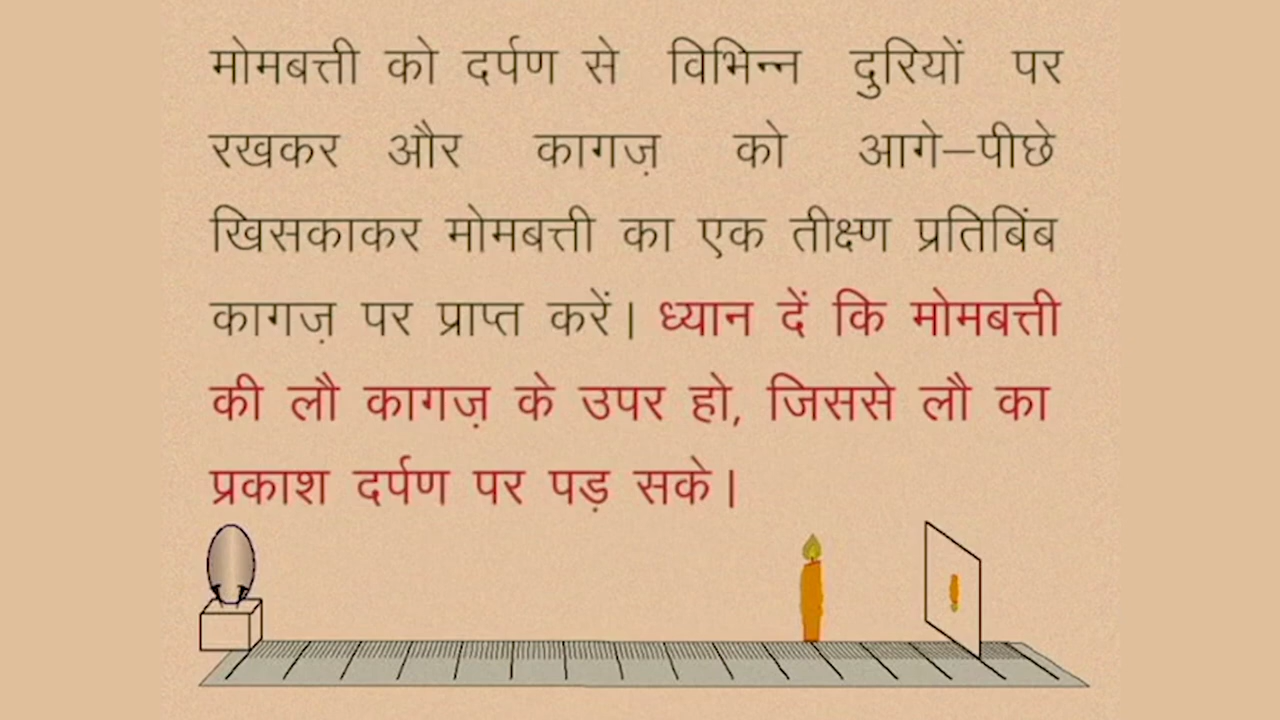 मोमबत्ती को दर्पण से विभिन्न दुरियों पर
रखकर और कागज़ को आगे–पीछे
खिसकाकर मोमबत्ती का एक तीक्ष्ण प्रतिबिंब
कागज़ पर प्राप्त करें। ध्यान दें कि मोमबत्ती
की लौ कागज़ के उपर हो, जिससे लौ का
प्रकाश दर्पण पर पड़ सके।